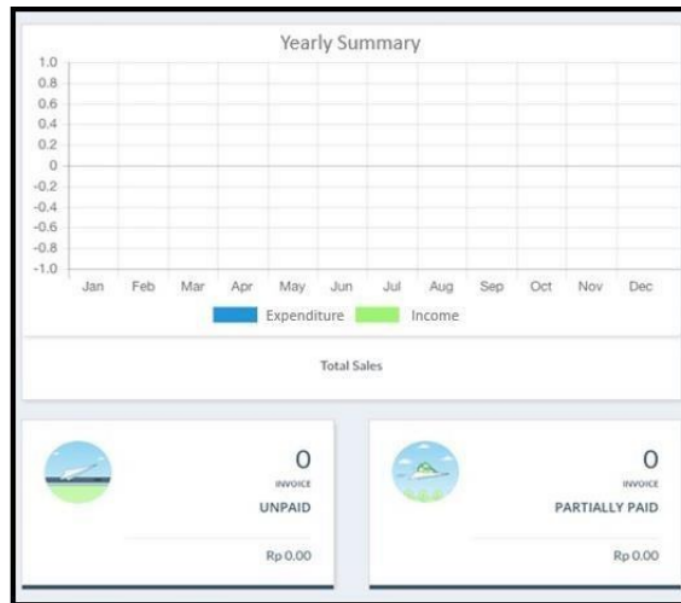 Yearly Summary
1.0
0.8
0.6
0.4
0.2
0
-0.2
-0.4
-0.6
-0.8
-1.0
Jan Feb Mar Apr May Jun Jul Aug Sep Oct Nov Dec
Expenditure Income
Total Sales
0
INVOICE
UNPAID
Rp 0.00
0
INVOICE
PARTIALLY PAID
Rp 0.00